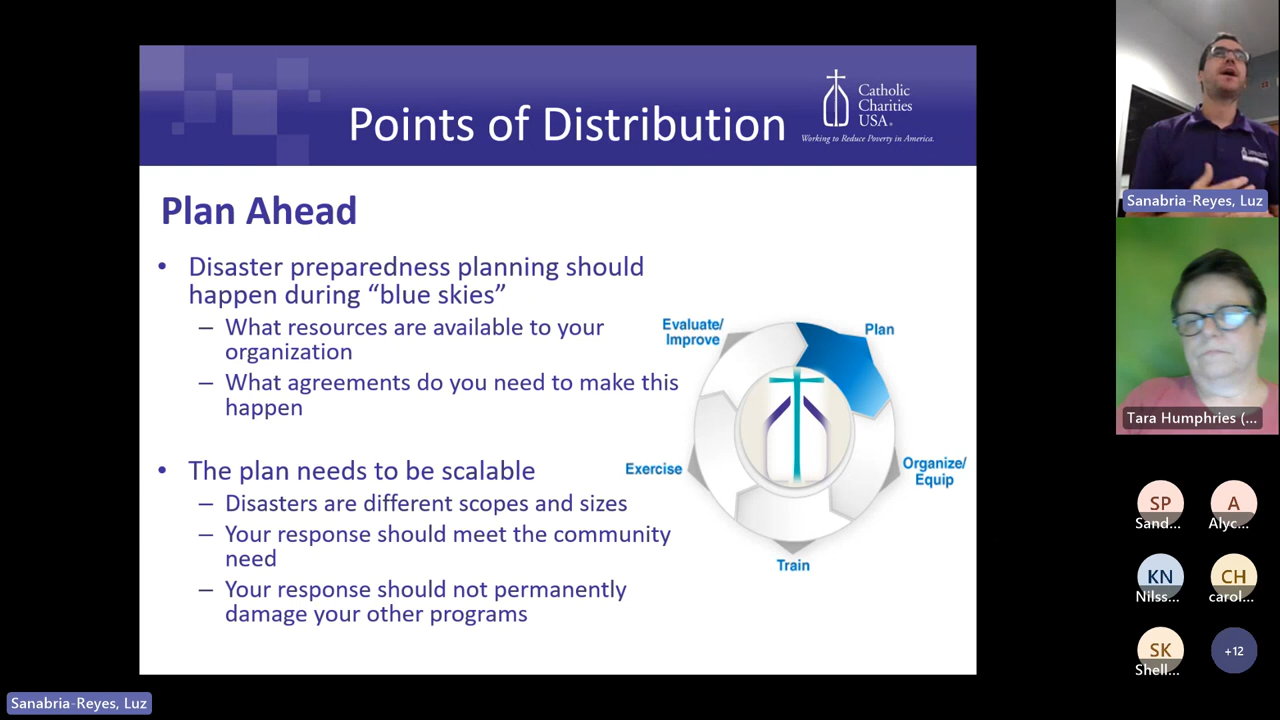 Points of Distribution
Catholic
Charities
USA®
Working to Reduce Poverty in America.
Plan Ahead
• Disaster preparedness planning should
happen during “blue skies”
– What resources are available to your
organization
– What agreements do you need to make this
happen
• The plan needs to be scalable
– Disasters are different scopes and sizes
– Your response should meet the community
need
– Your response should not permanently
damage your other programs
Evaluate/
Improve
Plan
Exercise
Organize/
Equip
Train
Sanabria-Reyes, Luz
Tara Humphries (...
SP
A
Sand...
Alyc...
KN
CH
Nilss...
carol...
SK
+12
Shell...
Sanabria-Reyes, Luz